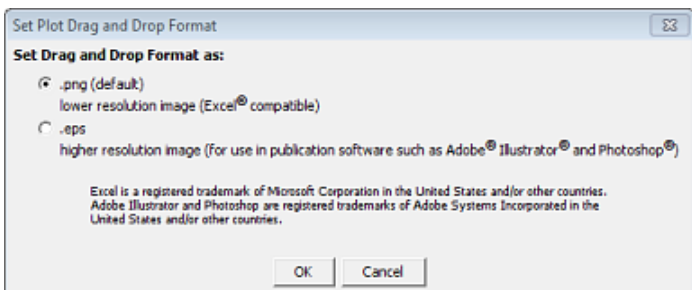 Set Plot Drag and Drop Format
Set Drag and Drop Format as:
.png (default)
lower resolution image (Excel® compatible)
.eps
higher resolution image (for use in publication software such as Adobe® Illustrator® and Photoshop®)
Excel is a registered trademark of Microsoft Corporation in the United States and/or other countries.
Adobe Illustrator and Photoshop are registered trademarks of Adobe Systems Incorporated in the
United States and/or other countries.
OK Cancel